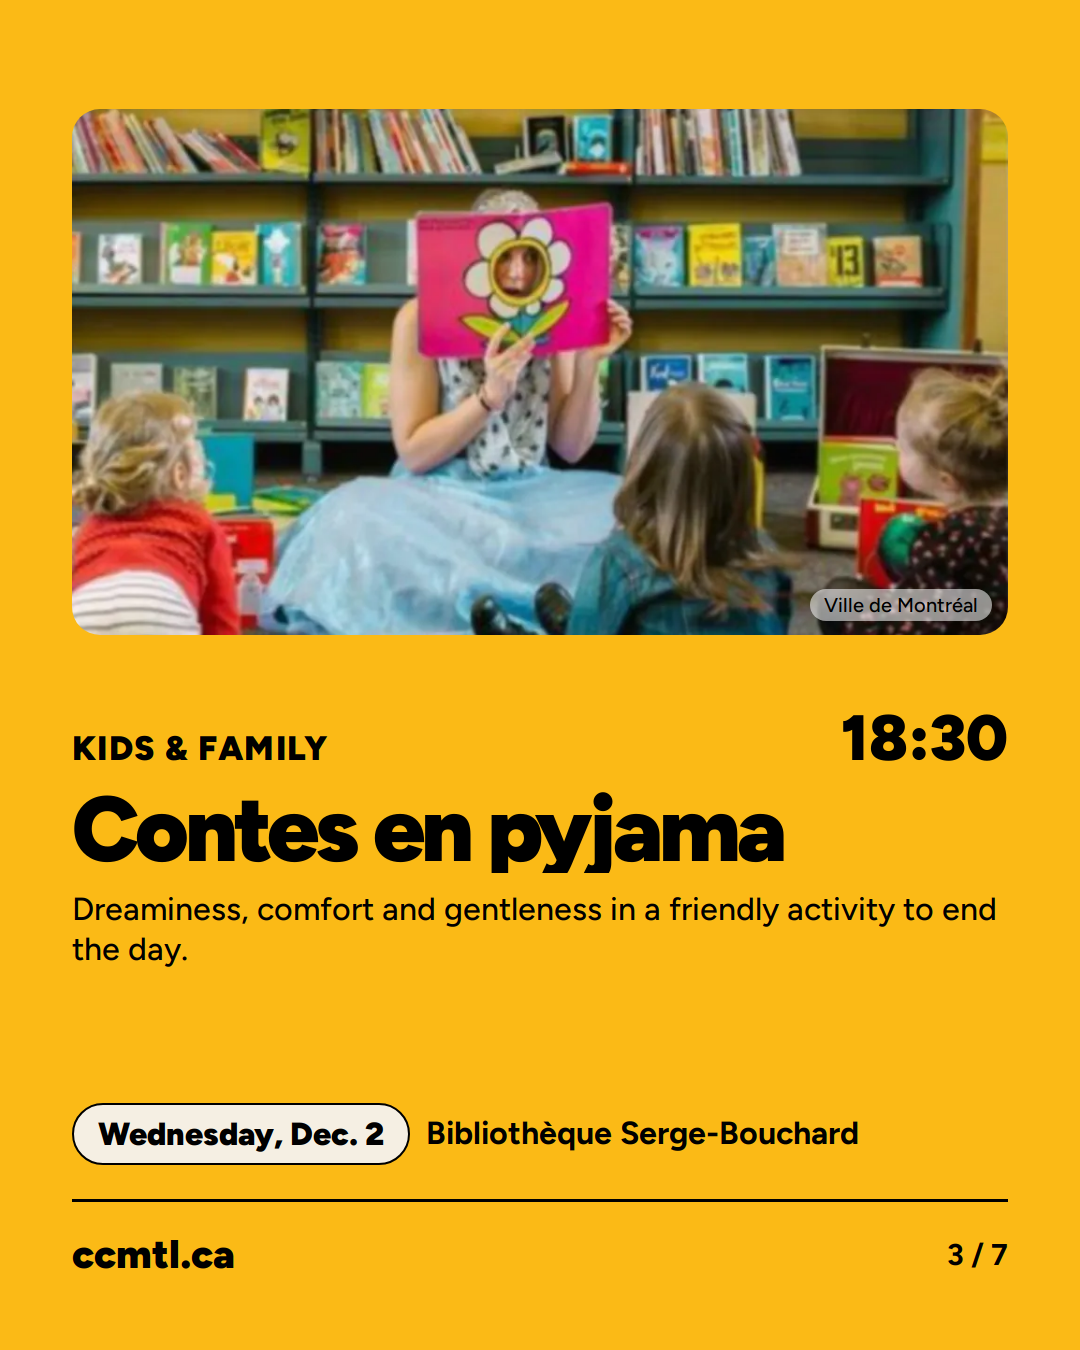 13
Ville de Montréal
KIDS & FAMILY
18:30
Contes en pyjama
Dreaminess, comfort and gentleness in a friendly activity to end
the day.
Wednesday, Dec. 2
Bibliothèque Serge-Bouchard
ccmtl.ca
3 / 7